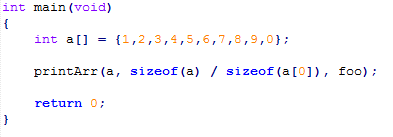 int main(void)
{
    int a[] = {1,2,3,4,5,6,7,8,9,0};
    printArr(a, sizeof(a) / sizeof(a[0]), foo);
    return 0;
}